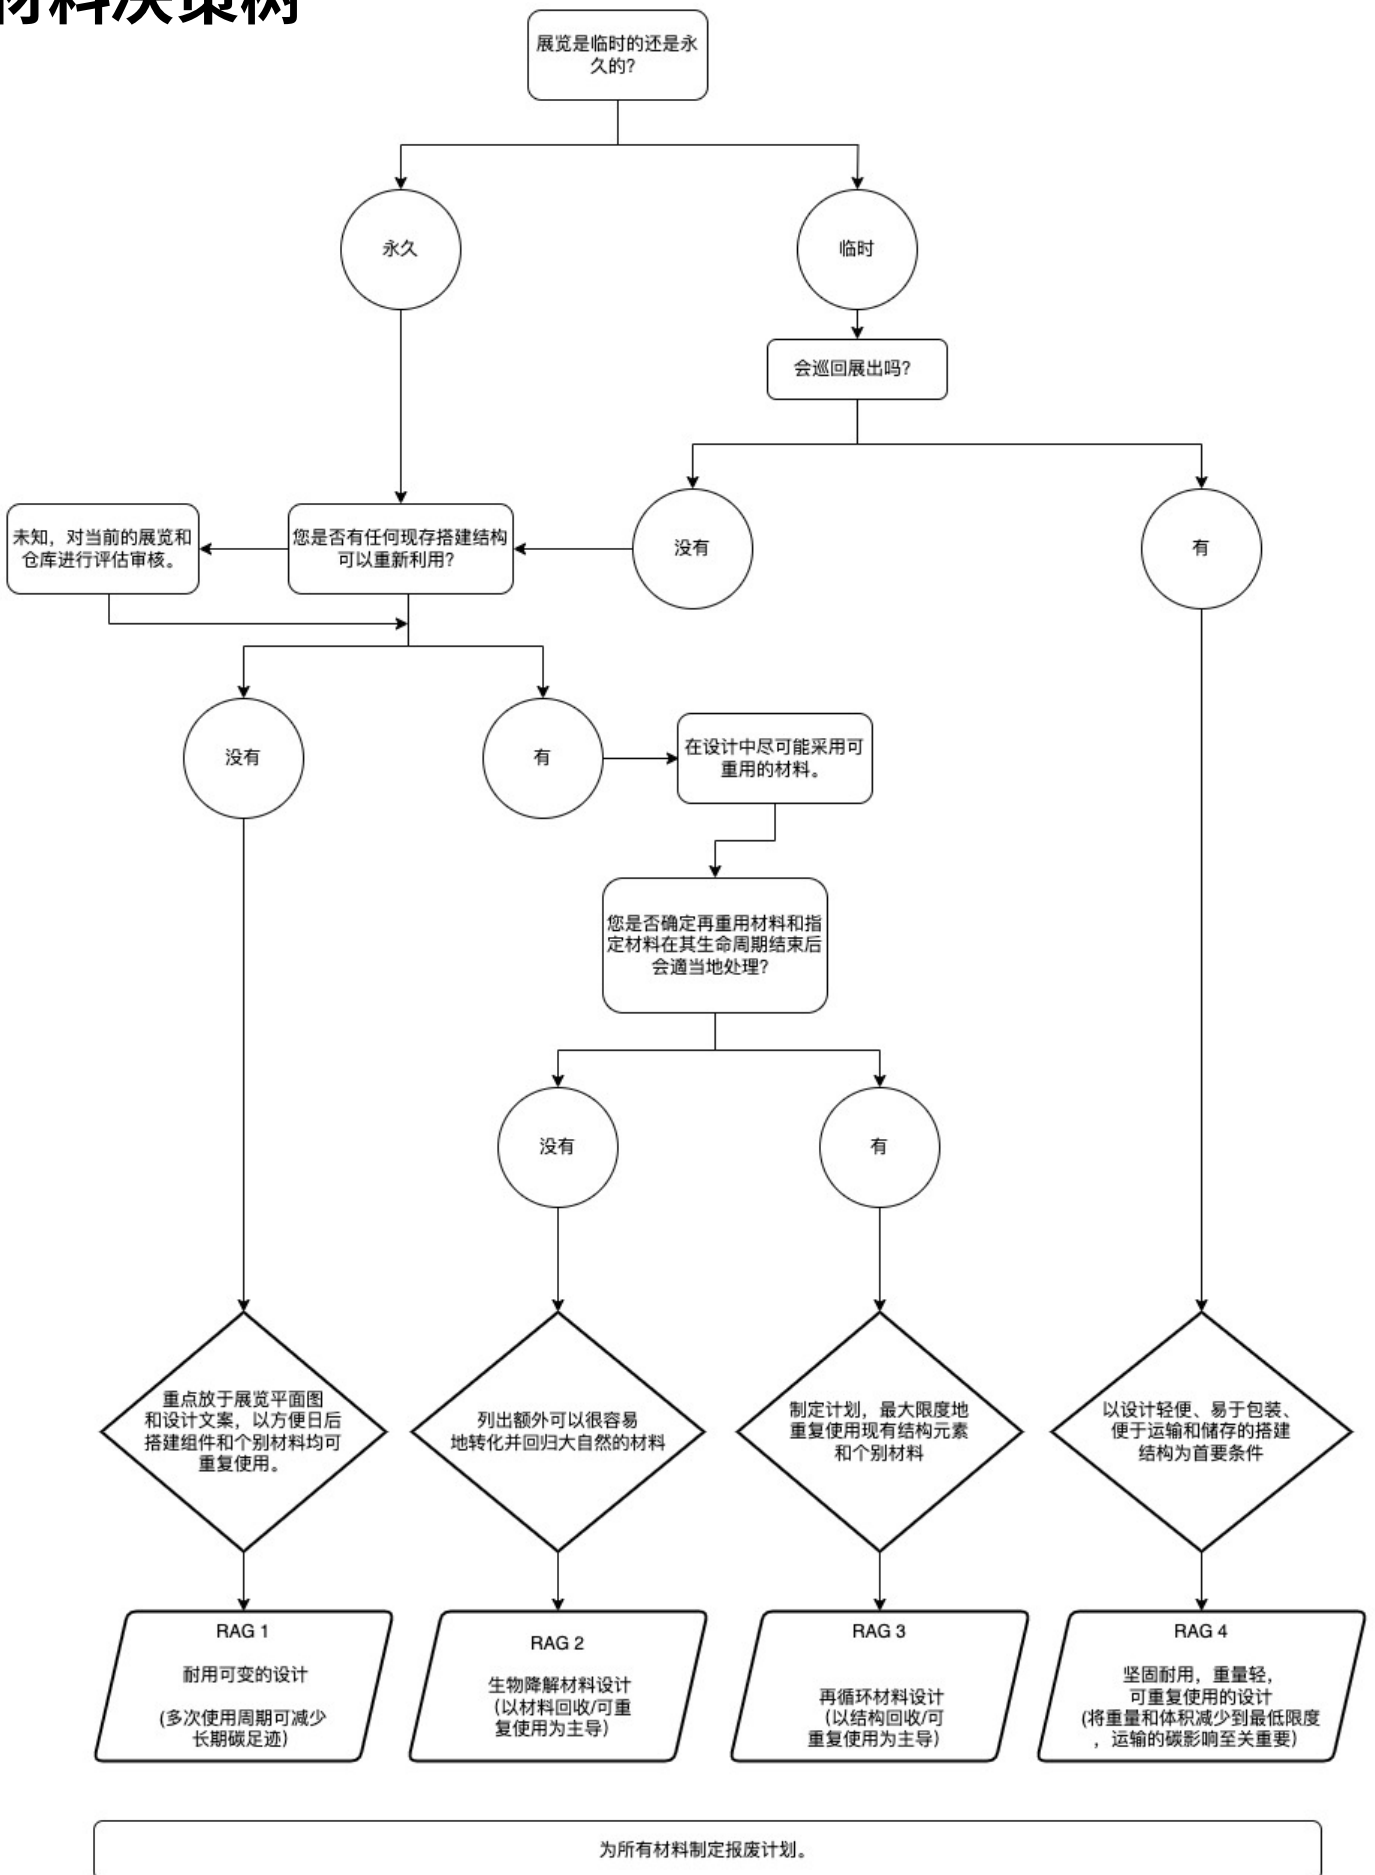 材料决策树
展览是临时的还是永
久的?
永久
临时
会巡回展出吗?
未知，对当前的展览和
仓库进行评估审核。
您是否有任何现存搭建结构
可以重新利用?
没有
有
没有
有
在设计中尽可能采用可
重用的材料。
您是否确定再重用材料和指
定材料在其生命周期结束后
会適当地处理?
没有
有
重点放于展览平面图
和设计文案，以方便日后
搭建组件和个别材料均可
重复使用。
列出额外可以很容易
地转化并回归大自然的材料
制定计划，最大限度地
重复使用现有结构元素
和个别材料
以设计轻便、易于包装、
便于运输和储存的搭建
结构为首要条件
RAG 1
耐用可变的设计
(多次使用周期可减少
长期碳足迹)
RAG 2
生物降解材料设计
（以材料回收/可重
复使用为主导）
RAG 3
再循环材料设计
（以结构回收/可
重复使用为主导）
RAG 4
坚固耐用，重量轻，
可重复使用的设计
(将重量和体积减少到最低限度
，运输的碳影响至关重要)
为所有材料制定报废计划。